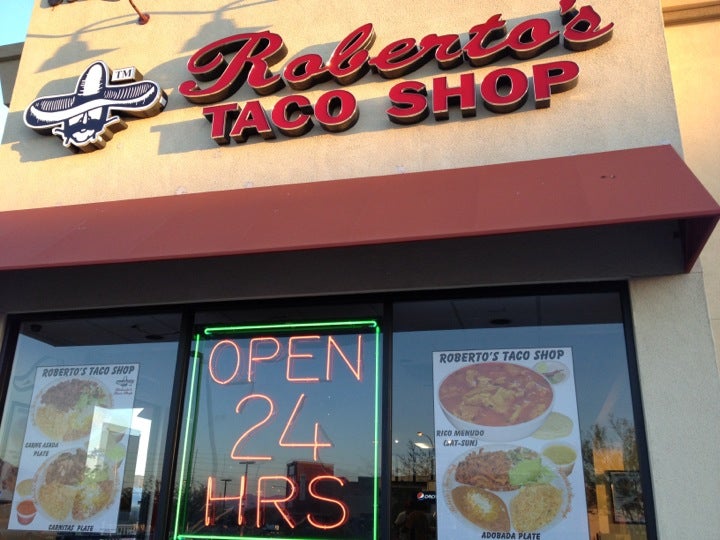 Roberto's
TACO SHOP
TM
OPEN
24
HRS
ROBERTO'S TACO SHOP
CARNE ASADA
PLATE
CARNITAS PLATE
ROBERTO'S TACO SHOP
RICO MENUDO
(SAT-SUN)
ADOBADA PLATE